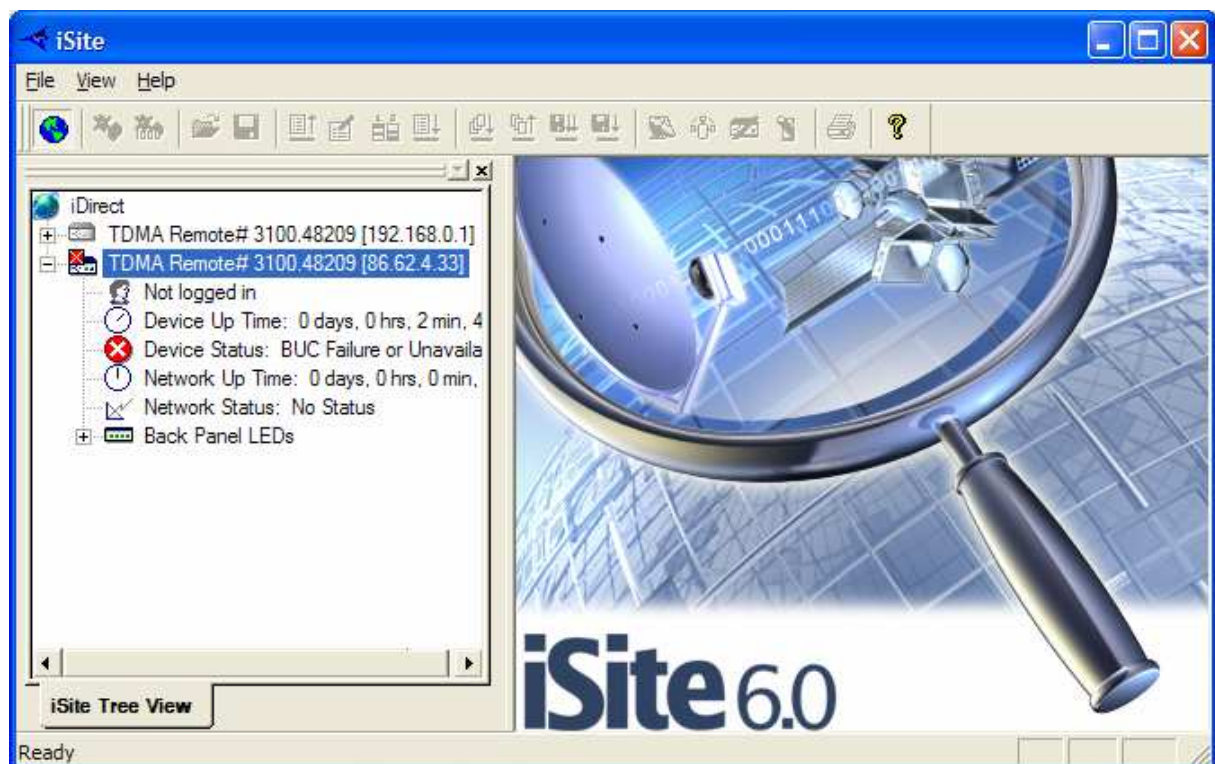 iSite
File View Help
iDirect
TDMA Remote# 3100.48209 [192.168.0.1]
TDMA Remote# 3100.48209 [86.62.4.33]
Not logged in
Device Up Time: 0 days, 0 hrs, 2 min, 4
Device Status: BUC Failure or Unavaila
Network Up Time: 0 days, 0 hrs, 0 min,
Network Status: No Status
Back Panel LEDs
iSite Tree View
0001110
iSite 6.0
Ready